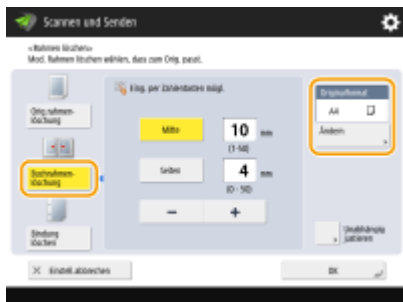 Scannen und Senden
<Rahmen löschen>
Mod. Rahmen löschen wählen, dass zum Orig. passt.
Orig.rahmen-
löschung
Buchrahmen-
löschung
Bindung
löschen
Eing. per Zahlentasten mögl.
Mitte
10 mm
(1-50)
Seiten
4 mm
(0 - 50)
−
+
Originalformat
A4
Ändern
Unabhängig
justieren
× Einstell. abbrechen
OK